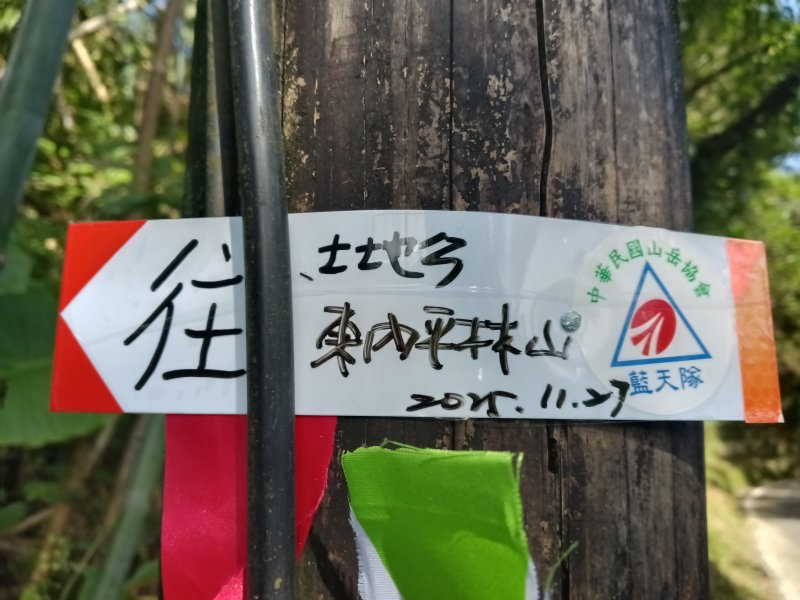 往
土地公
東內平林山
2025.11.27
中華民國山岳協會
藍天隊